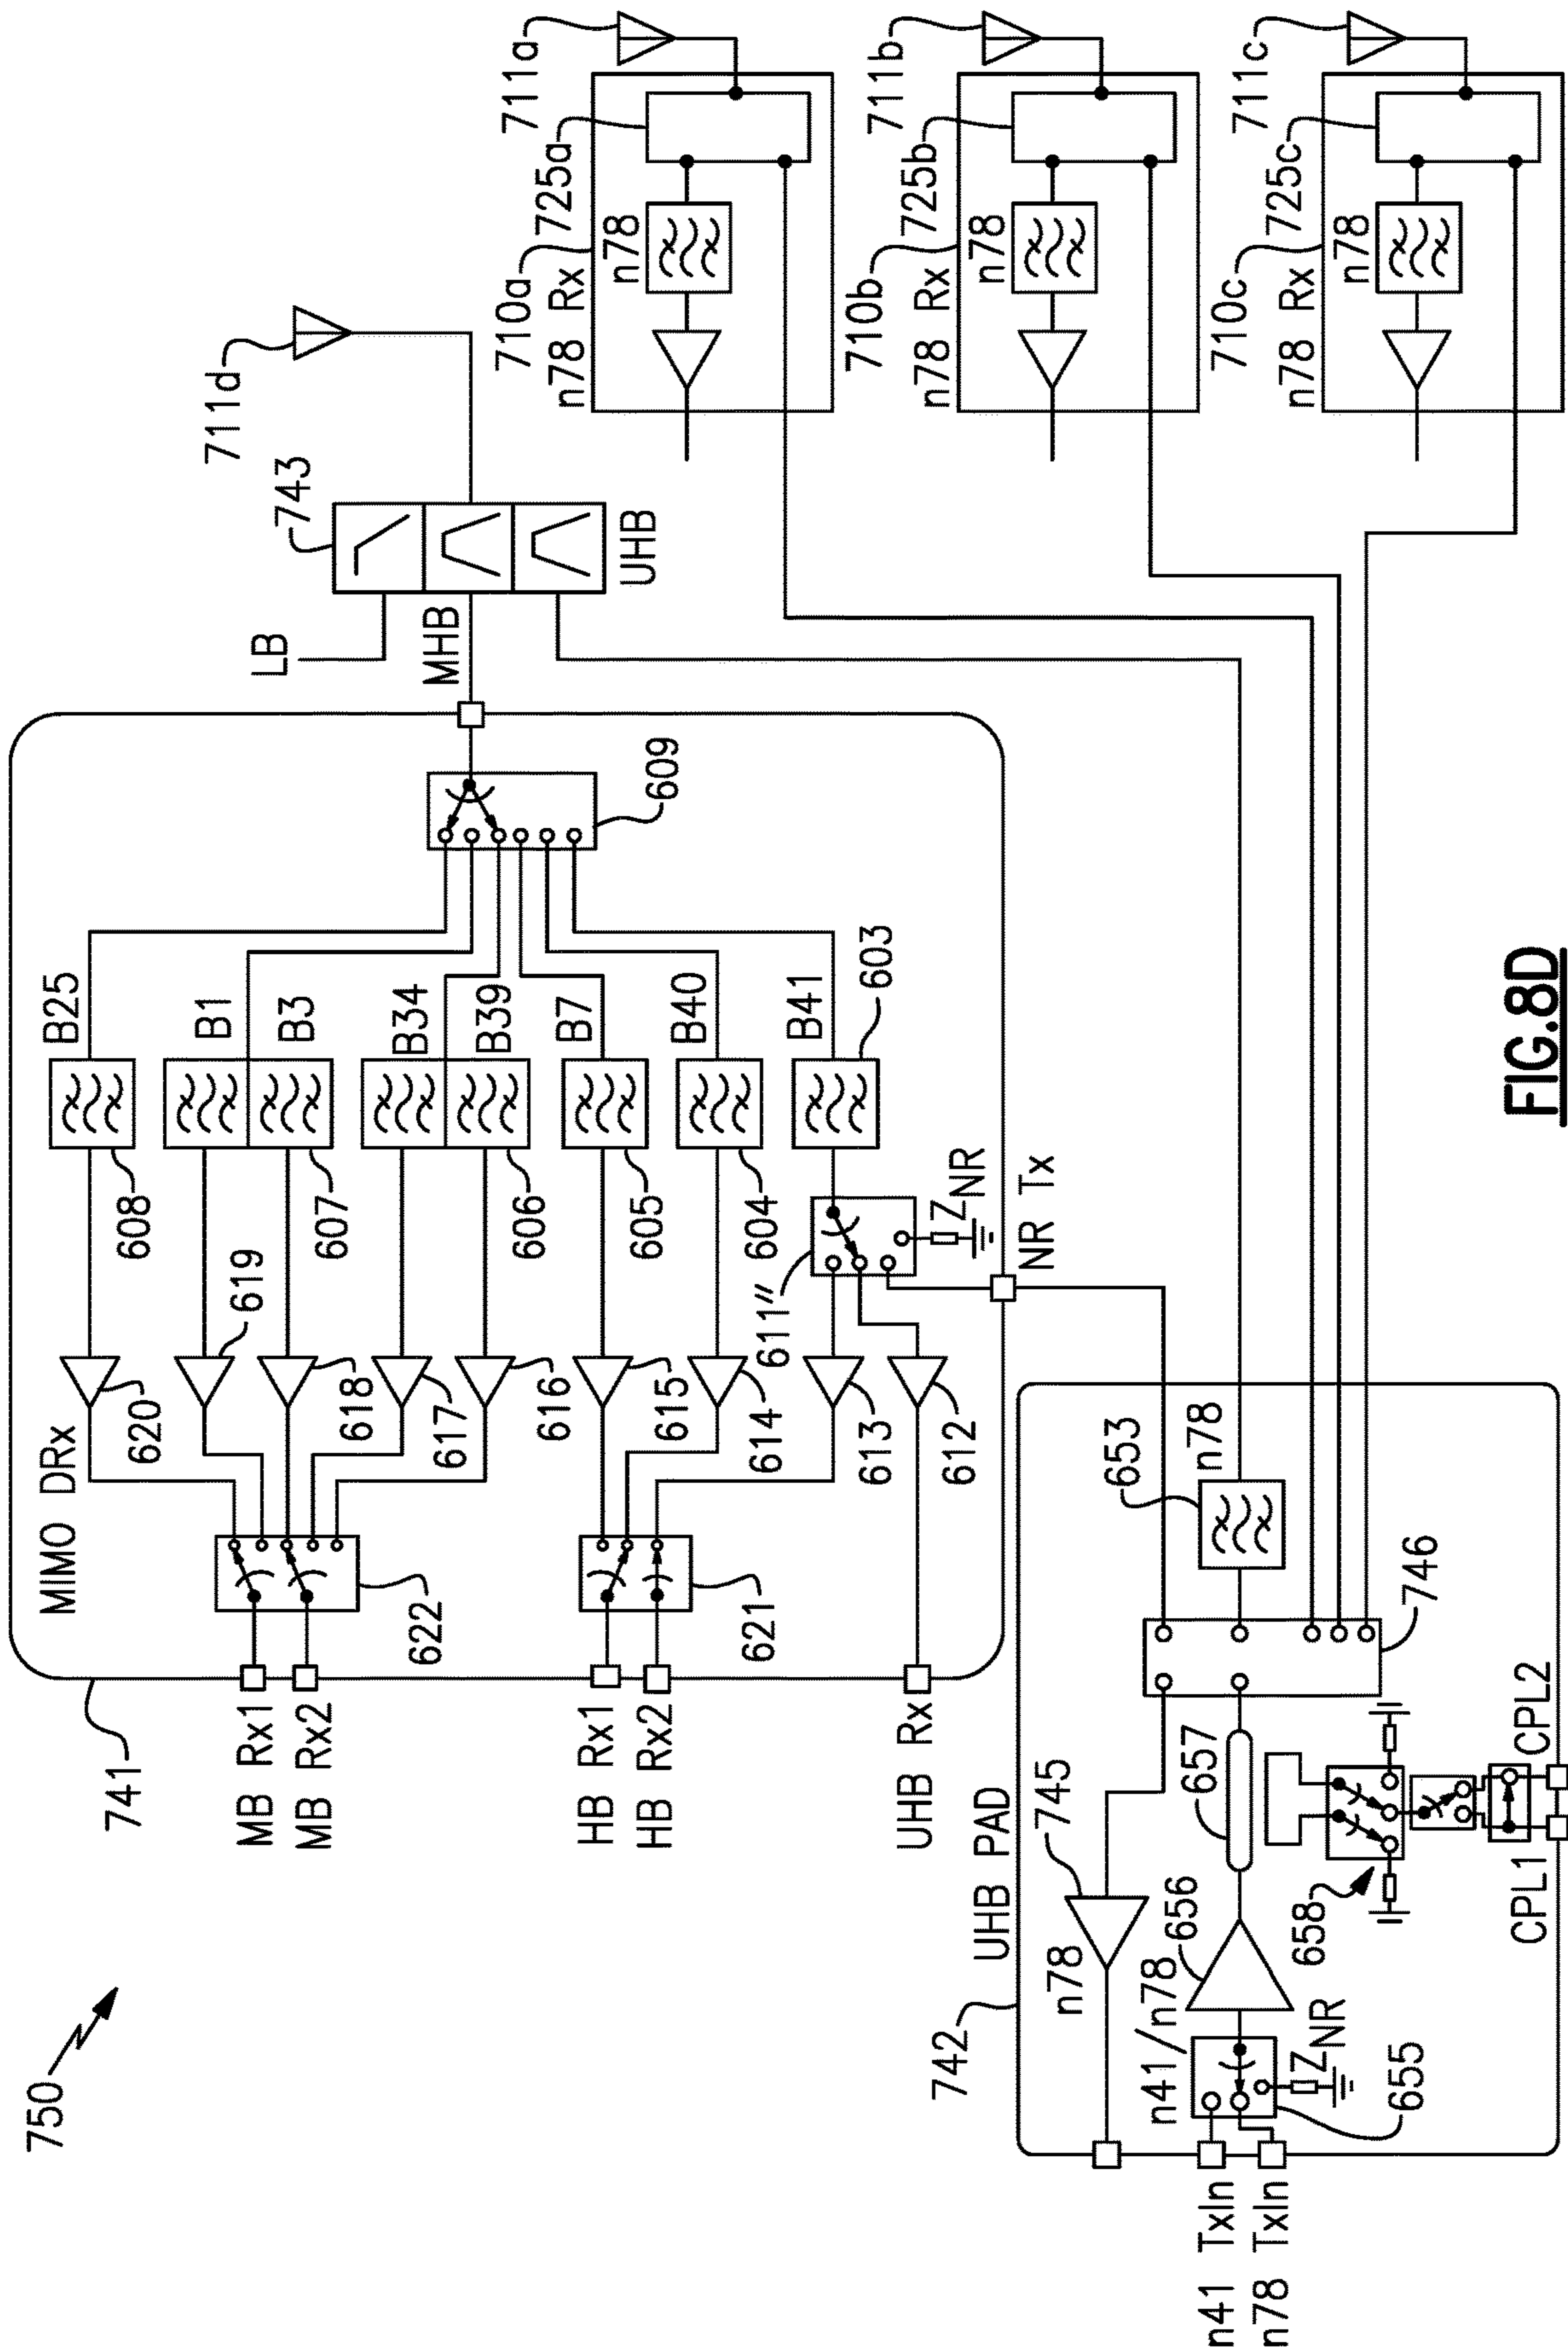 750
741
MIMO DRx
MB Rx1
MB Rx2
HB Rx1
HB Rx2
UHB Rx
622
621
620
619
618
617
616
615
614
613
612
608
607
606
605
604
603
611"
B25
B1
B3
B34
B39
B7
B40
B41
609
ZNR
NR Tx
LB
MHB
UHB
743
711d
742
UHB PAD
n78
745
n41/n78
656
657
658
655
ZNR
n41 TxIn
n78 TxIn
CPL1
CPL2
653
n78
746
710a
n78 Rx
725a
n78
711a
710b
n78 Rx
725b
n78
711b
710c
n78 Rx
725c
n78
711c
FIG.8D